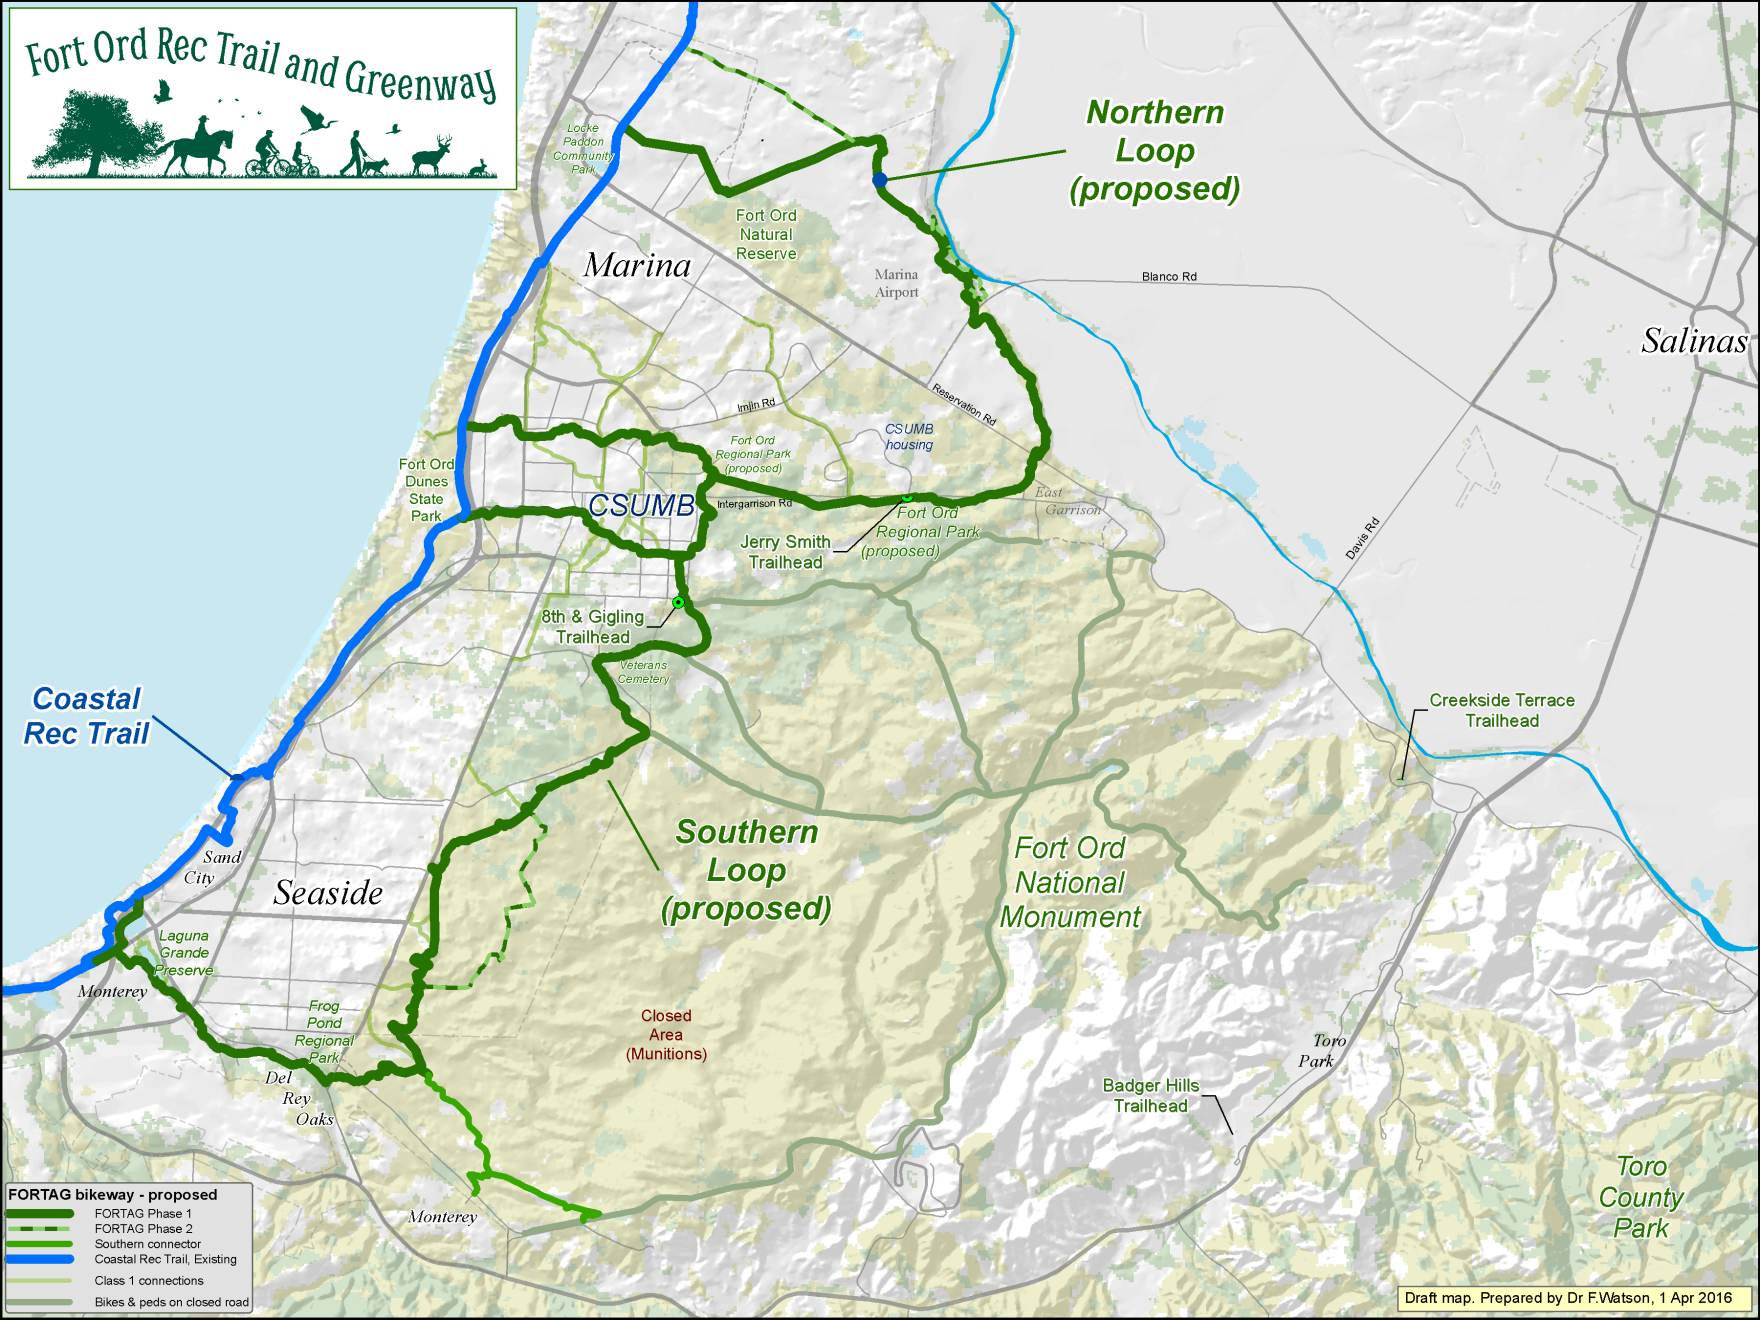 Fort Ord Rec Trail and Greenway
Locke
Paddon
Community
Park
Northern
Loop
(proposed)
Fort Ord
Natural
Reserve
Marina
Marina
Airport
Blanco Rd
Salinas
Reservation Rd
Imjin Rd
CSUMB
housing
Fort Ord
Regional Park
(proposed)
Fort Ord
Dunes
State
Park
CSUMB
Intergarrison Rd
East
Garrison
Fort Ord
Regional Park
(proposed)
Jerry Smith
Trailhead
Davis Rd
8th & Gigling
Trailhead
Veterans
Cemetery
Coastal
Rec Trail
Creekside Terrace
Trailhead
Southern
Loop
(proposed)
Fort Ord
National
Monument
Sand
City
Seaside
Laguna
Grande
Preserve
Monterey
Frog
Pond
Regional
Park
Closed
Area
(Munitions)
Toro
Park
Del
Rey
Oaks
Badger Hills
Trailhead
Toro
County
Park
Monterey
FORTAG bikeway - proposed
FORTAG Phase 1
FORTAG Phase 2
Southern connector
Coastal Rec Trail, Existing
Class 1 connections
Bikes & peds on closed road
Draft map. Prepared by Dr F.Watson, 1 Apr 2016